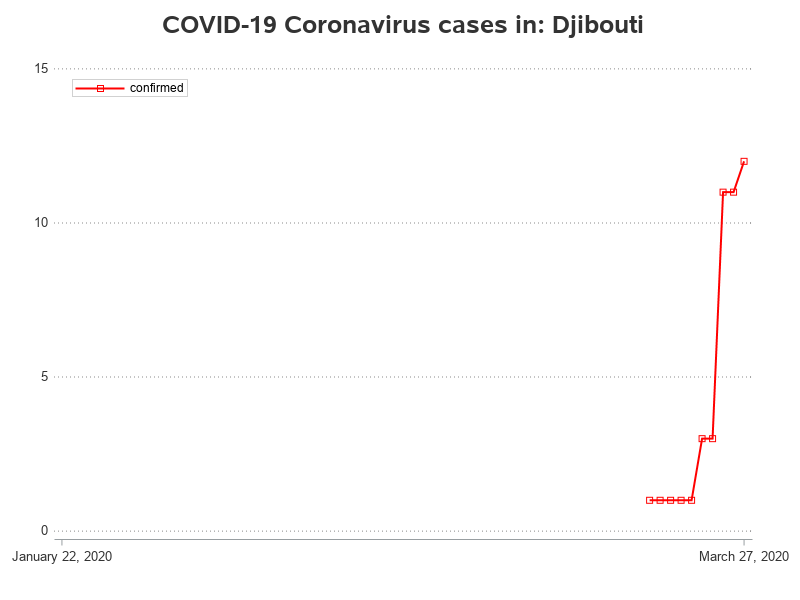 COVID-19 Coronavirus cases in: Djibouti
15
confirmed
10
5
0
January 22, 2020
March 27, 2020